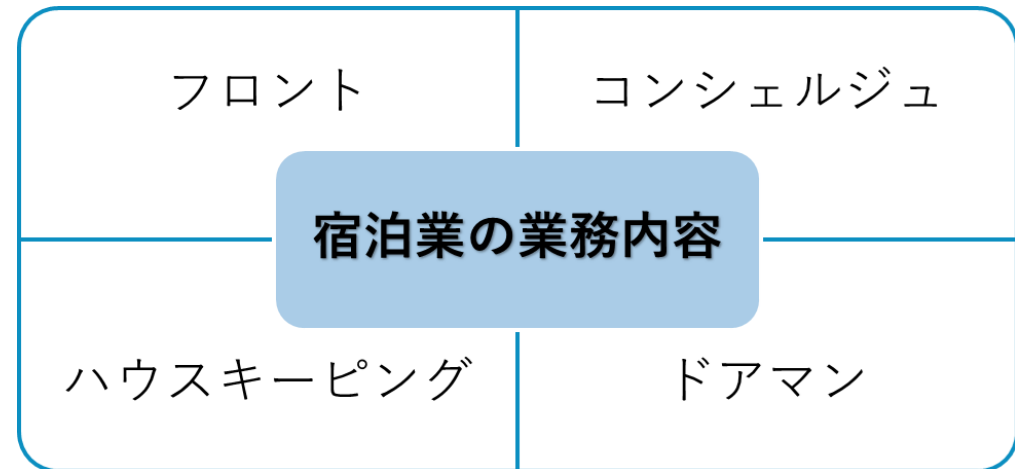 フロント
コンシェルジュ
宿泊業の業務内容
ハウスキーピング
ドアマン